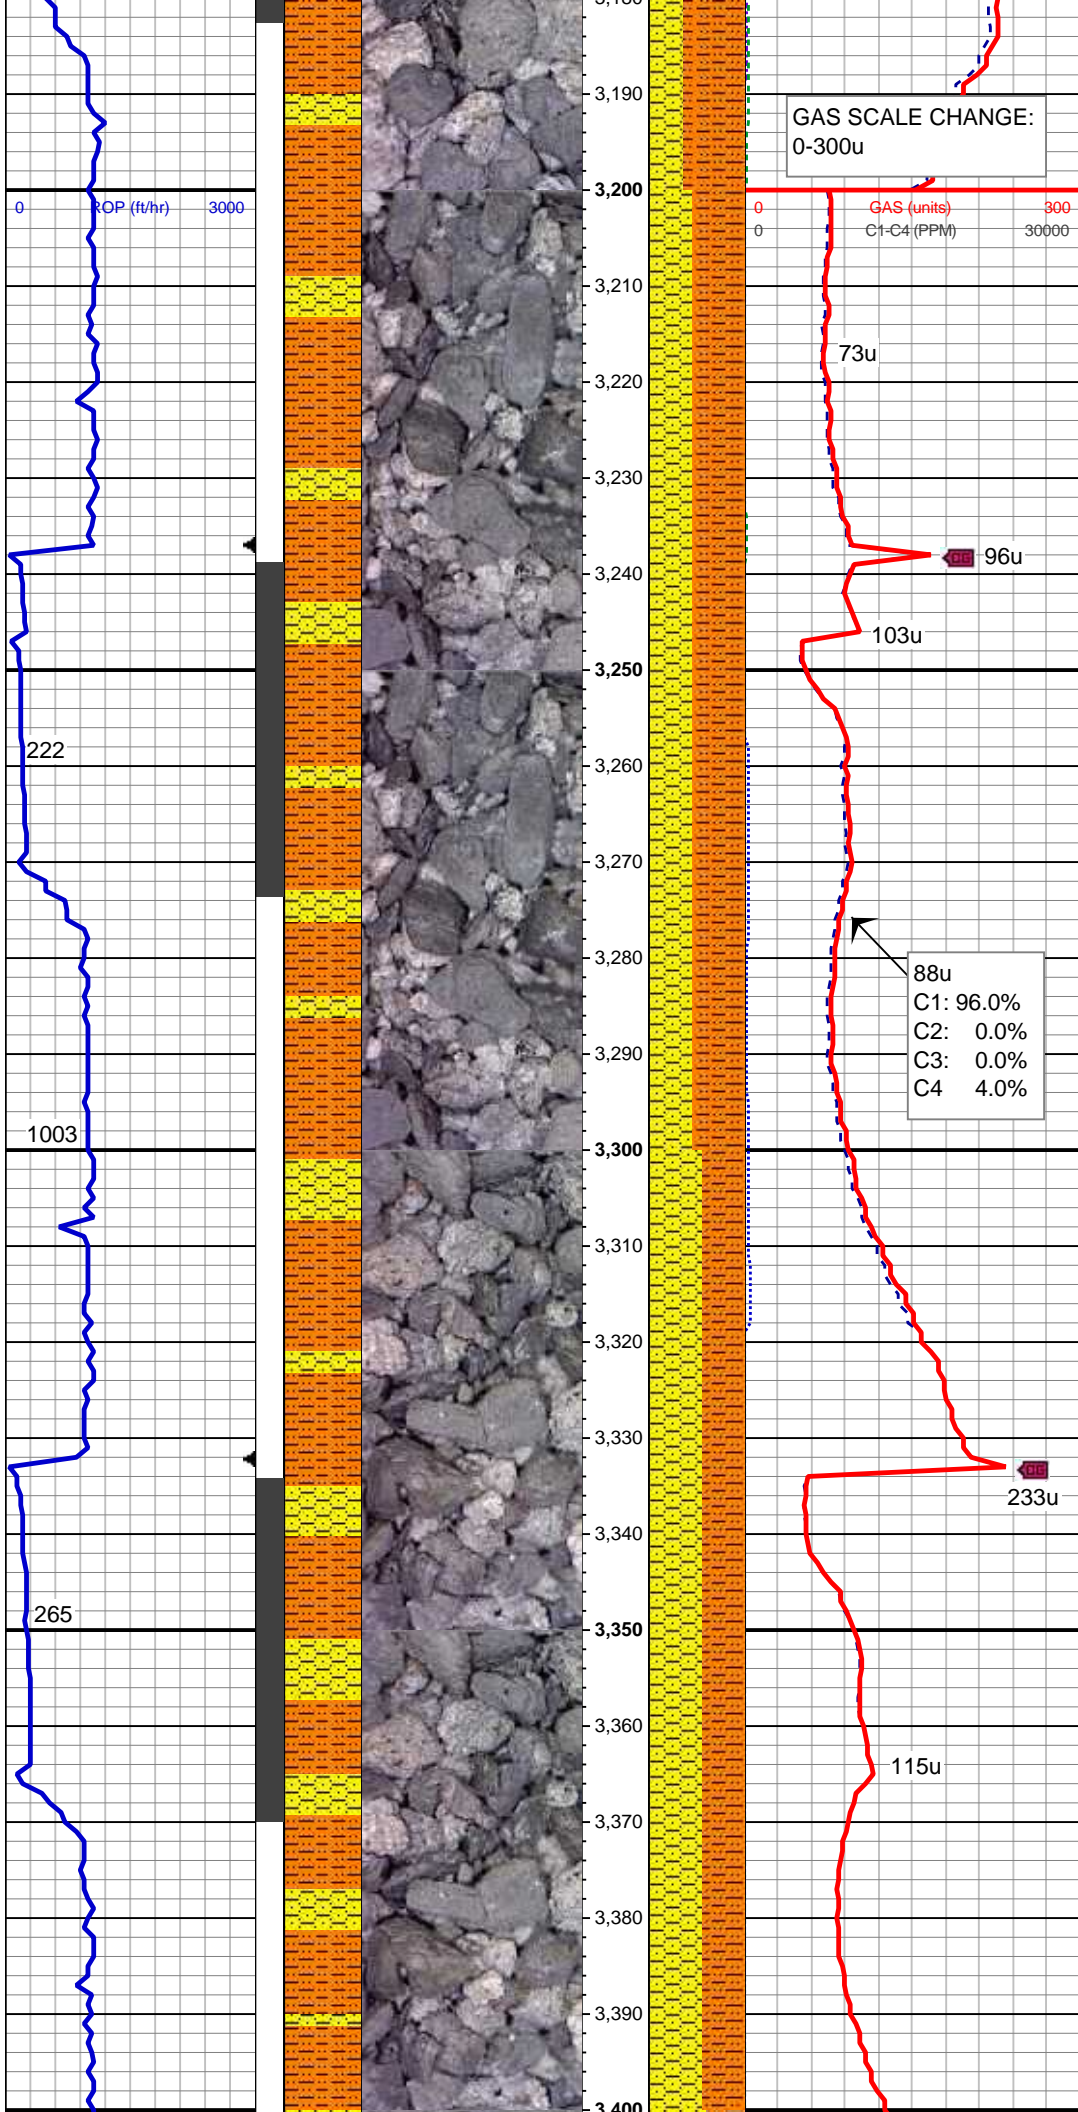 3,180
3,190
GAS SCALE CHANGE:
0-300u
3,200
0 ROP (ft/hr) 3000
0 GAS (units) 300
0 C1-C4 (PPM) 30000
3,210
73u
3,220
3,230
CG 96u
3,240
103u
3,250
222
3,260
3,270
3,280
88u
C1: 96.0%
C2: 0.0%
C3: 0.0%
C4 4.0%
3,290
1003
3,300
3,310
3,320
3,330
CG
233u
3,340
265
3,350
3,360
115u
3,370
3,380
3,390
3,400